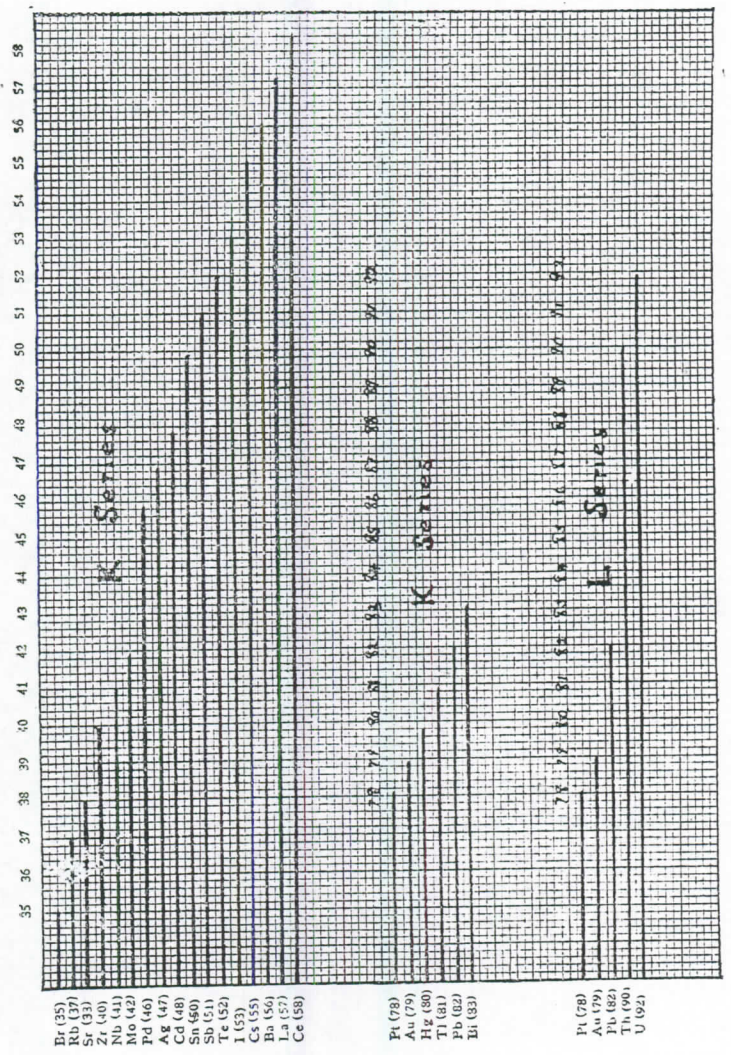 35 36 37 38 39 40 41 42 43 44 45 46 47 48 49 50 51 52 53 54 55 56 57 58
K Series
Br (35)
Rb (37)
Sr (33)
Zr (40)
Nb (41)
Mo (42)
Pd (46)
Ag (47)
Cd (48)
Sn (60)
Sb (51)
Te (52)
I (53)
Cs (55)
Ba (56)
La (57)
Ce (58)
78 79 80 81 82 83 84 85 86 87 88 89 90 91 92
K Series
Pt (78)
Au (79)
Hg (80)
Tl (81)
Pb (82)
Bi (83)
78 79 80 81 82 83 84 85 86 87 88 89 90 91 92
L Series
Pt (78)
Au (79)
Pb (82)
Th (90)
U (92)